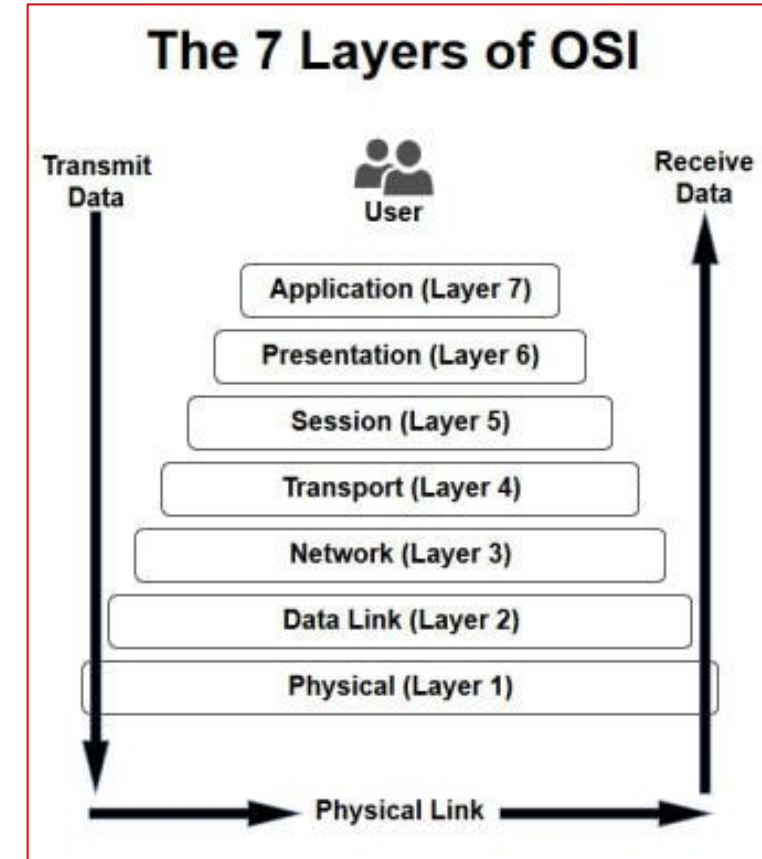 The 7 Layers of OSI
Transmit
Data
User
Receive
Data
Application (Layer 7)
Presentation (Layer 6)
Session (Layer 5)
Transport (Layer 4)
Network (Layer 3)
Data Link (Layer 2)
Physical (Layer 1)
Physical Link